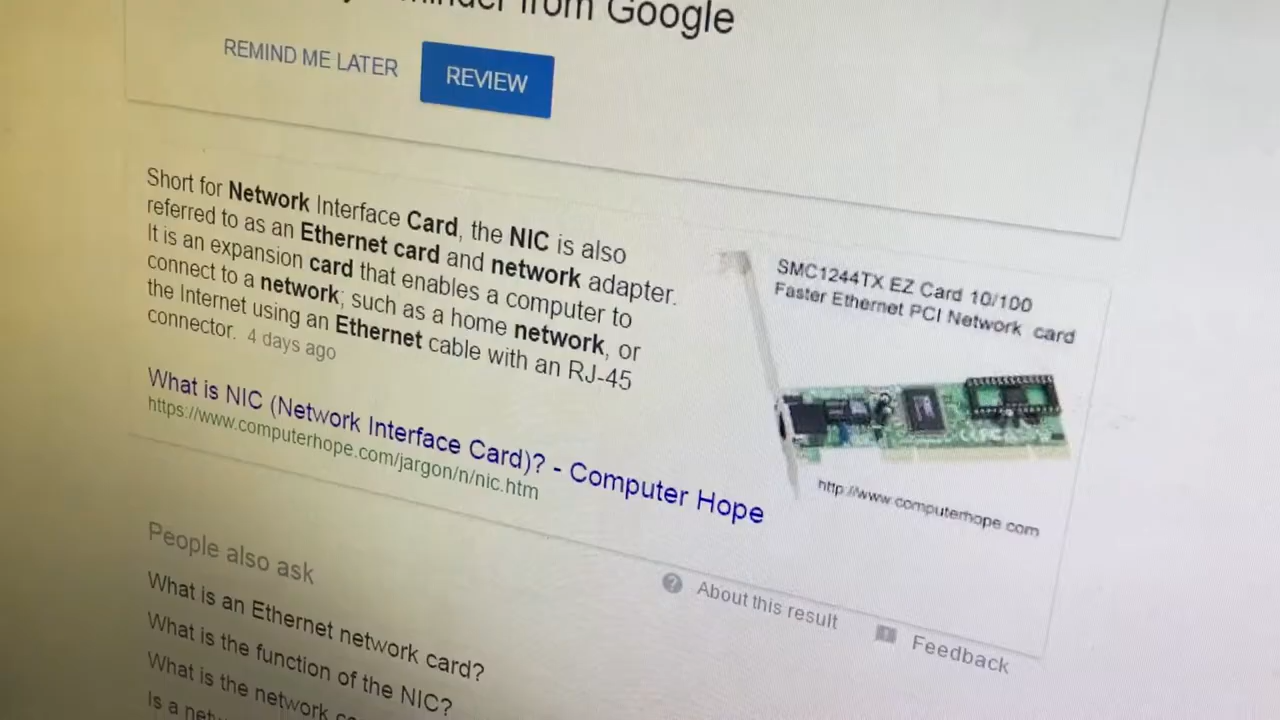 from Google
REMIND ME LATER
REVIEW
Short for Network Interface Card, the NIC is also
referred to as an Ethernet card and network adapter.
It is an expansion card that enables a computer to
connect to a network; such as a home network, or
the Internet using an Ethernet cable with an RJ-45
connector. 4 days ago
What is NIC (Network Interface Card)? - Computer Hope
https://www.computerhope.com/jargon/n/nic.htm
SMC1244TX EZ Card 10/100
Faster Ethernet PCI Network card
http://www.computerhope.com
About this result
Feedback
People also ask
What is an Ethernet network card?
What is the function of the NIC?
What is the network
Is a